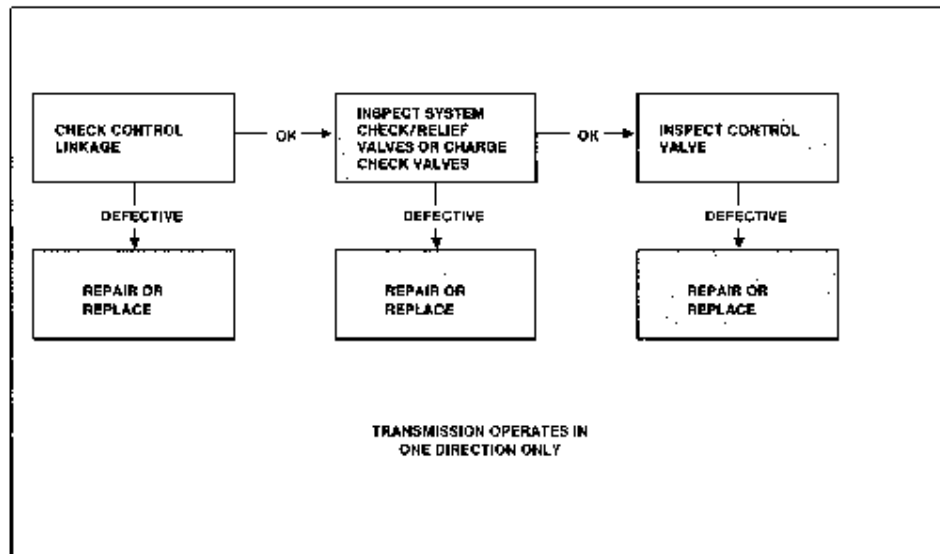 CHECK CONTROL
LINKAGE
OK
INSPECT SYSTEM
CHECK/RELIEF
VALVES OR CHARGE
CHECK VALVES
OK
INSPECT CONTROL
VALVE
DEFECTIVE
DEFECTIVE
DEFECTIVE
REPAIR OR
REPLACE
REPAIR OR
REPLACE
REPAIR OR
REPLACE
TRANSMISSION OPERATES IN
ONE DIRECTION ONLY